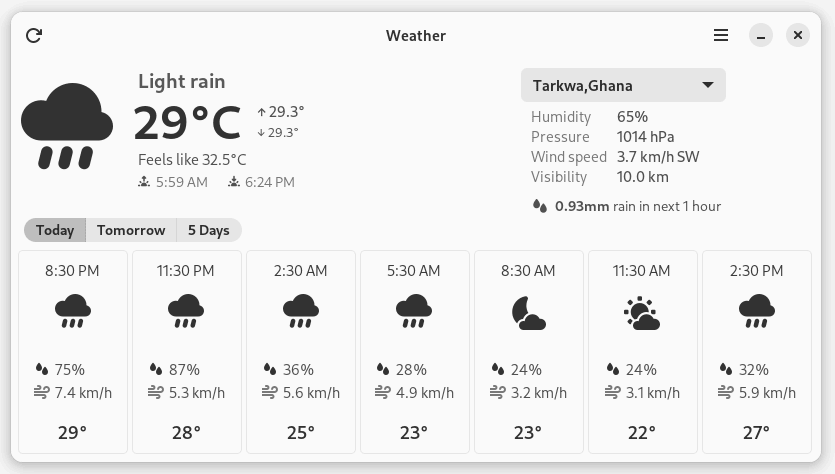 Weather
Light rain
29°C
29.3°
29.3°
Feels like 32.5°C
5:59 AM 6:24 PM
Tarkwa,Ghana
Humidity 65%
Pressure 1014 hPa
Wind speed 3.7 km/h SW
Visibility 10.0 km
0.93mm rain in next 1 hour
Today Tomorrow 5 Days
8:30 PM 11:30 PM 2:30 AM 5:30 AM 8:30 AM 11:30 AM 2:30 PM
75% 87% 36% 28% 24% 24% 32%
7.4 km/h 5.3 km/h 5.6 km/h 4.9 km/h 3.2 km/h 3.1 km/h 5.9 km/h
29° 28° 25° 23° 23° 22° 27°